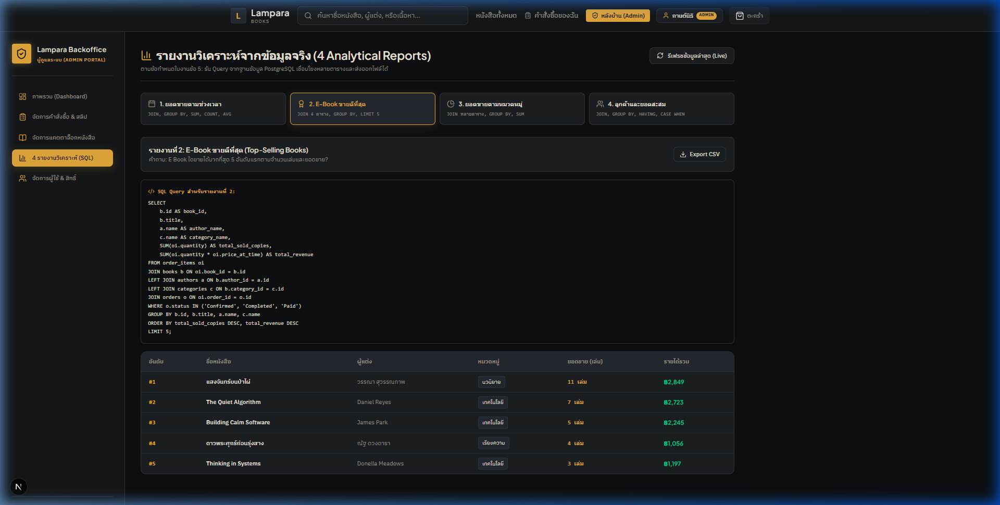 L
Lampara
BOOKS
ค้นหาชื่อหนังสือ, ผู้แต่ง, หรือเนื้อหา...
หนังสือทั้งหมด
คำสั่งซื้อของฉัน
หลังบ้าน (Admin)
กานต์นิธิ
ADMIN
ตะกร้า
Lampara Backoffice
ผู้ดูแลระบบ (ADMIN PORTAL)
ภาพรวม (Dashboard)
จัดการคำสั่งซื้อ & สลิป
จัดการแคตตาล็อกหนังสือ
4 รายงานวิเคราะห์ (SQL)
จัดการผู้ใช้ & สิทธิ์
N
รายงานวิเคราะห์จากข้อมูลจริง (4 Analytical Reports)
ตามข้อกำหนดใบงานข้อ 5: รัน Query จากฐานข้อมูล PostgreSQL เชื่อมโยงหลายตารางและส่งออกไฟล์ได้
รีเฟรชข้อมูลล่าสุด (Live)
1. ยอดขายตามช่วงเวลา
JOIN, GROUP BY, SUM, COUNT, AVG
2. E-Book ขายดีที่สุด
JOIN 4 ตาราง, GROUP BY, LIMIT 5
3. ยอดขายตามหมวดหมู่
JOIN หลายตาราง, GROUP BY, SUM
4. ลูกค้าและยอดสะสม
JOIN, GROUP BY, HAVING, CASE WHEN
รายงานที่ 2: E-Book ขายดีที่สุด (Top-Selling Books)
คำถาม: E Book ใดขายได้มากที่สุด 5 อันดับแรกตามจำนวนเล่มและยอดขาย?
Export CSV
</> SQL Query สำหรับรายงานที่ 2:
SELECT
b.id AS book_id,
b.title,
a.name AS author_name,
c.name AS category_name,
SUM(oi.quantity) AS total_sold_copies,
SUM(oi.quantity * oi.price_at_time) AS total_revenue
FROM order_items oi
JOIN books b ON oi.book_id = b.id
LEFT JOIN authors a ON b.author_id = a.id
LEFT JOIN categories c ON b.category_id = c.id
JOIN orders o ON oi.order_id = o.id
WHERE o.status IN ('Confirmed', 'Completed', 'Paid')
GROUP BY b.id, b.title, a.name, c.name
ORDER BY total_sold_copies DESC, total_revenue DESC
LIMIT 5;
อันดับ ชื่อหนังสือ ผู้แต่ง หมวดหมู่ ยอดขาย (เล่ม) รายได้รวม
#1 แสงจันทร์บนป่าไผ่ วรรณา สุวรรณภาพ นวนิยาย 11 เล่ม ฿2,849
#2 The Quiet Algorithm Daniel Reyes เทคโนโลยี 7 เล่ม ฿2,723
#3 Building Calm Software James Park เทคโนโลยี 5 เล่ม ฿2,245
#4 ดาวพระศุกร์ก่อนรุ่งสาง ณัฐ ดวงดารา เรียงความ 4 เล่ม ฿1,056
#5 Thinking in Systems Donella Meadows เทคโนโลยี 3 เล่ม ฿1,197